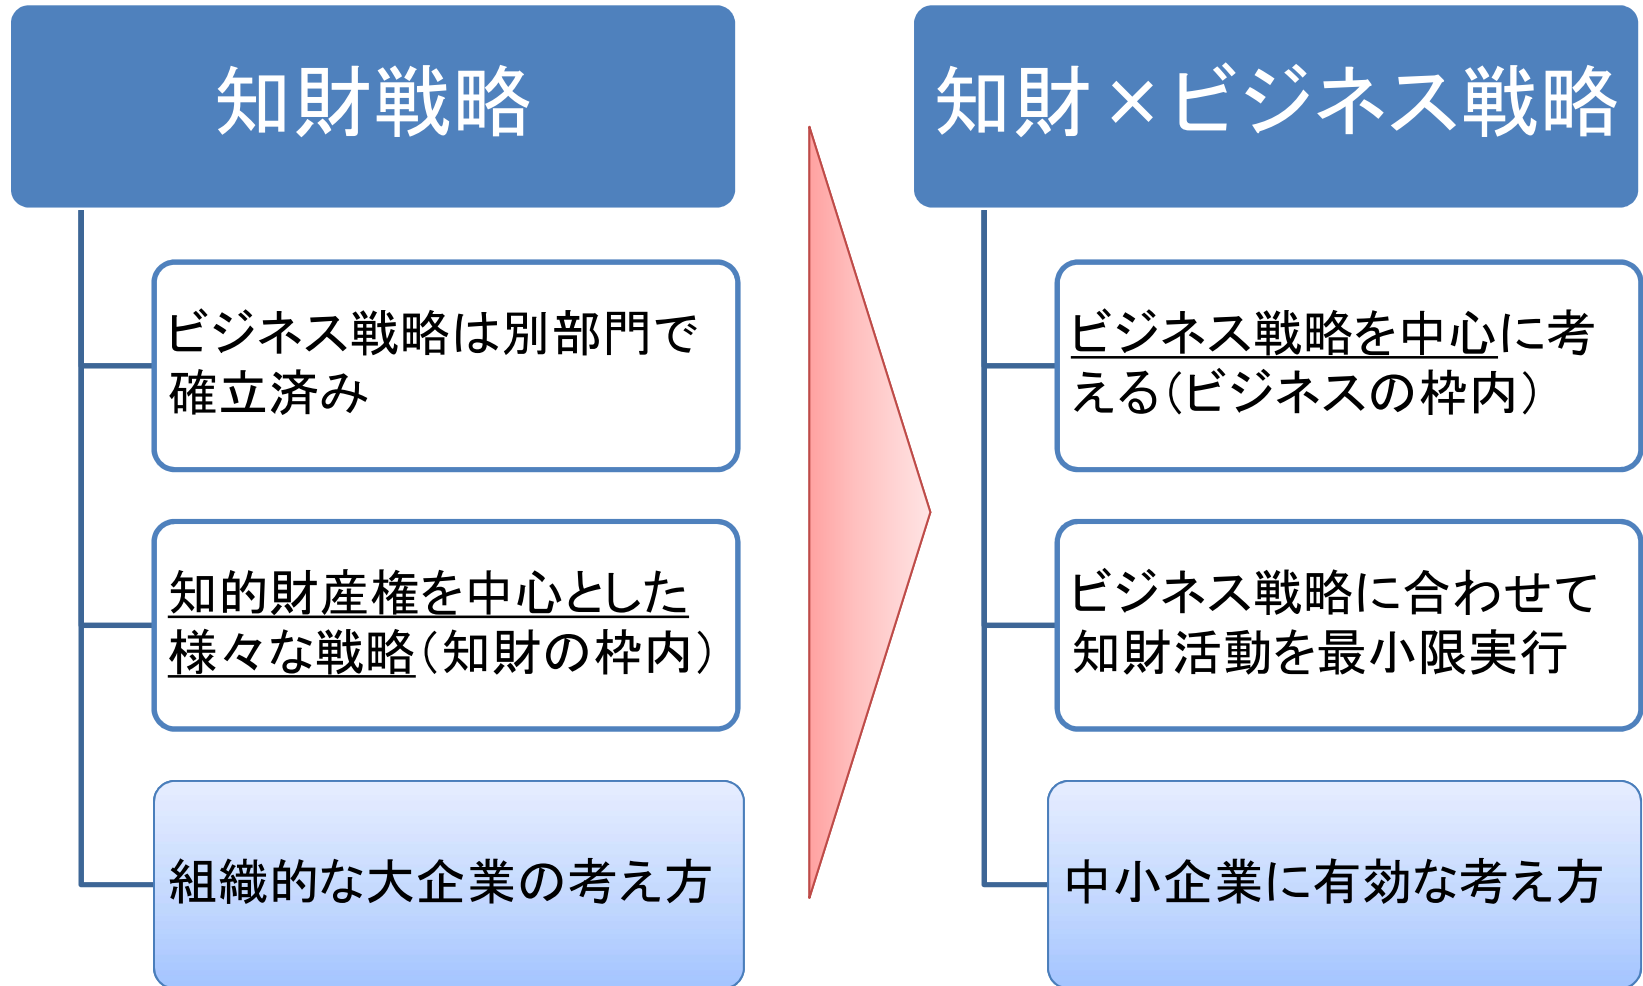 知財戦略
ビジネス戦略は別部門で
確立済み
知的財産権を中心とした
様々な戦略(知財の枠内)
組織的な大企業の考え方
知財×ビジネス戦略
ビジネス戦略を中心に考
える(ビジネスの枠内)
ビジネス戦略に合わせて
知財活動を最小限実行
中小企業に有効な考え方